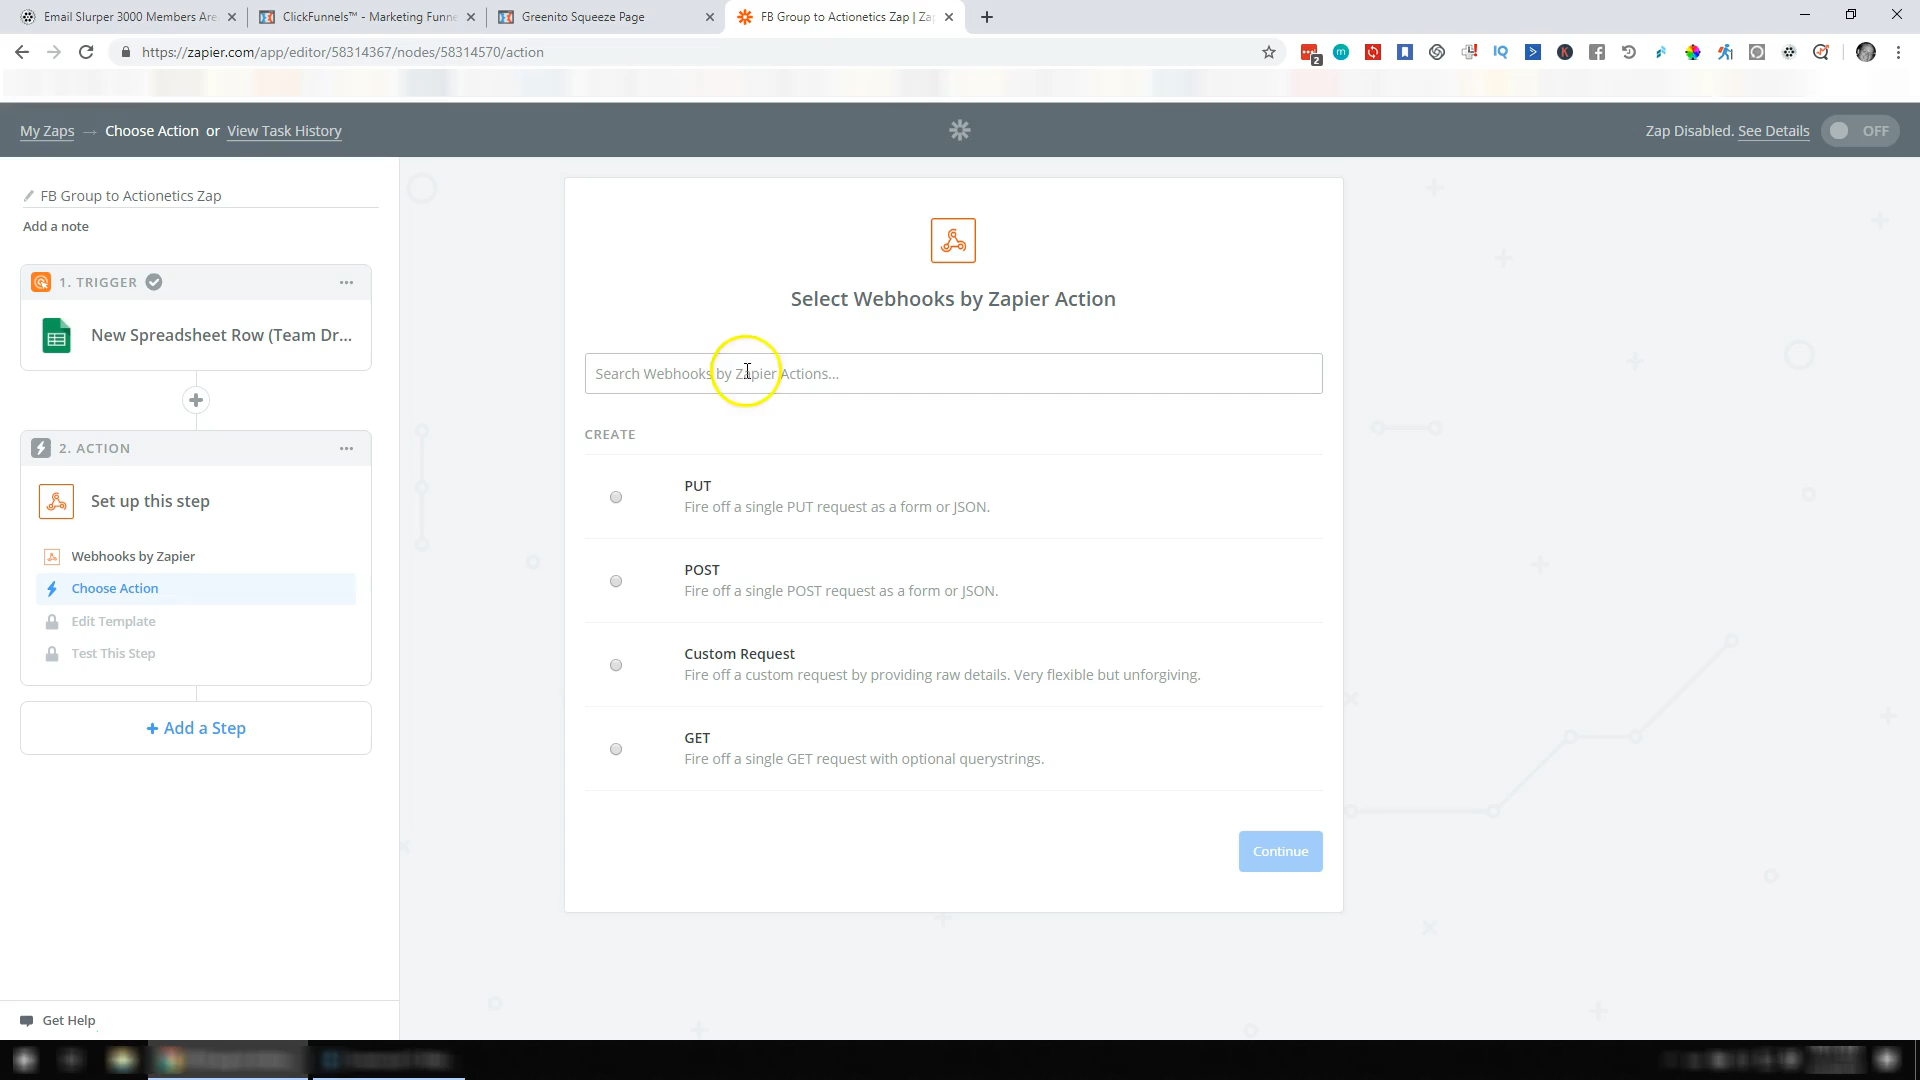 Email Slurper 3000 Members Are
ClickFunnels™ - Marketing Funne
Greenito Squeeze Page
FB Group to Actionetics Zap | Za
https://zapier.com/app/editor/58314367/nodes/58314570/action
2
My Zaps → Choose Action or View Task History
Zap Disabled. See Details
OFF
FB Group to Actionetics Zap
Add a note
1. TRIGGER
New Spreadsheet Row (Team Dr...
2. ACTION
Set up this step
Webhooks by Zapier
Choose Action
Edit Template
Test This Step
+ Add a Step
Get Help
Select Webhooks by Zapier Action
Search Webhooks by Zapier Actions...
CREATE
PUT
Fire off a single PUT request as a form or JSON.
POST
Fire off a single POST request as a form or JSON.
Custom Request
Fire off a custom request by providing raw details. Very flexible but unforgiving.
GET
Fire off a single GET request with optional querystrings.
Continue